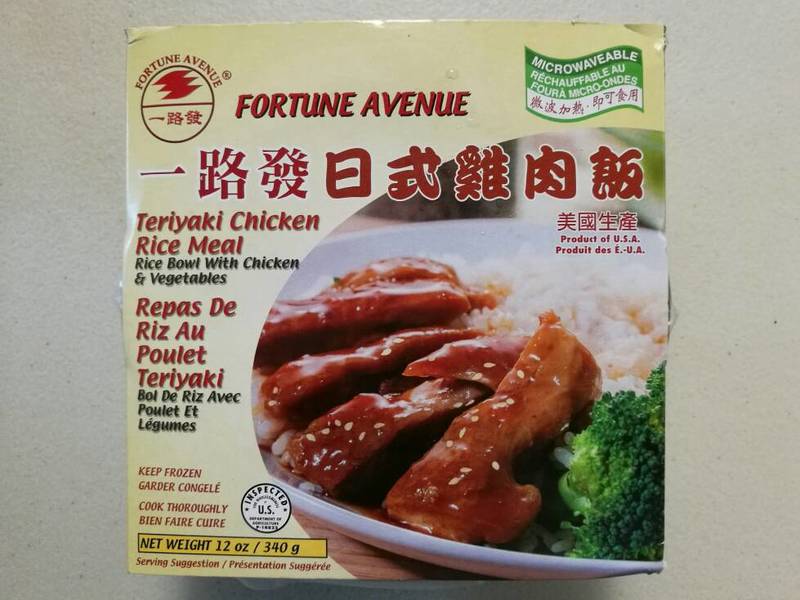 FORTUNE AVENUE®
一路發
FORTUNE AVENUE
MICROWAVEABLE
RÉCHAUFFABLE AU
FOUR À MICRO-ONDES
微波加熱·即可食用
一路發日式雞肉飯
美國生產
Product of U.S.A.
Produit des É.-U.A.
Teriyaki Chicken
Rice Meal
Rice Bowl With Chicken
& Vegetables
Repas De
Riz Au
Poulet
Teriyaki
Bol De Riz Avec
Poulet Et
Légumes
KEEP FROZEN
GARDER CONGELÉ
COOK THOROUGHLY
BIEN FAIRE CUIRE
INSPECTED
FOR WHOLESOMENESS
BY
U.S.
DEPARTMENT OF
AGRICULTURE
NET WEIGHT 12 oz / 340 g
Serving Suggestion / Présentation Suggérée